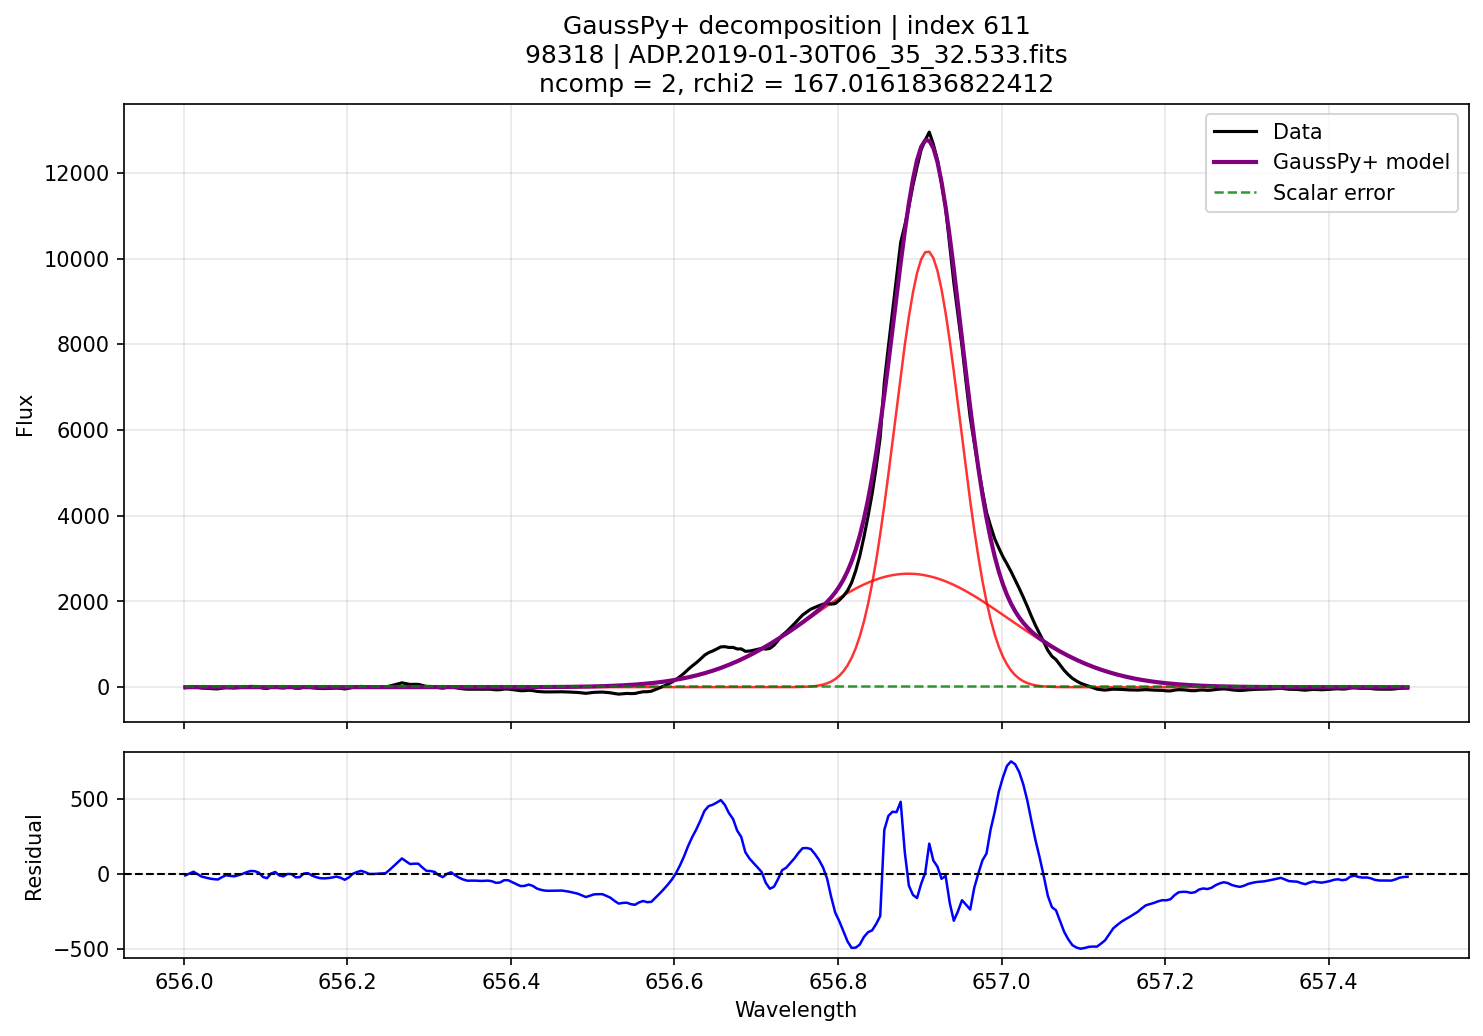 GaussPy+ decomposition | index 611
98318 | ADP.2019-01-30T06_35_32.533.fits
ncomp = 2, rchi2 = 167.0161836822412
Data
GaussPy+ model
Scalar error
Flux
12000
10000
8000
6000
4000
2000
0
Residual
500
0
−500
656.0 656.2 656.4 656.6 656.8 657.0 657.2 657.4
Wavelength